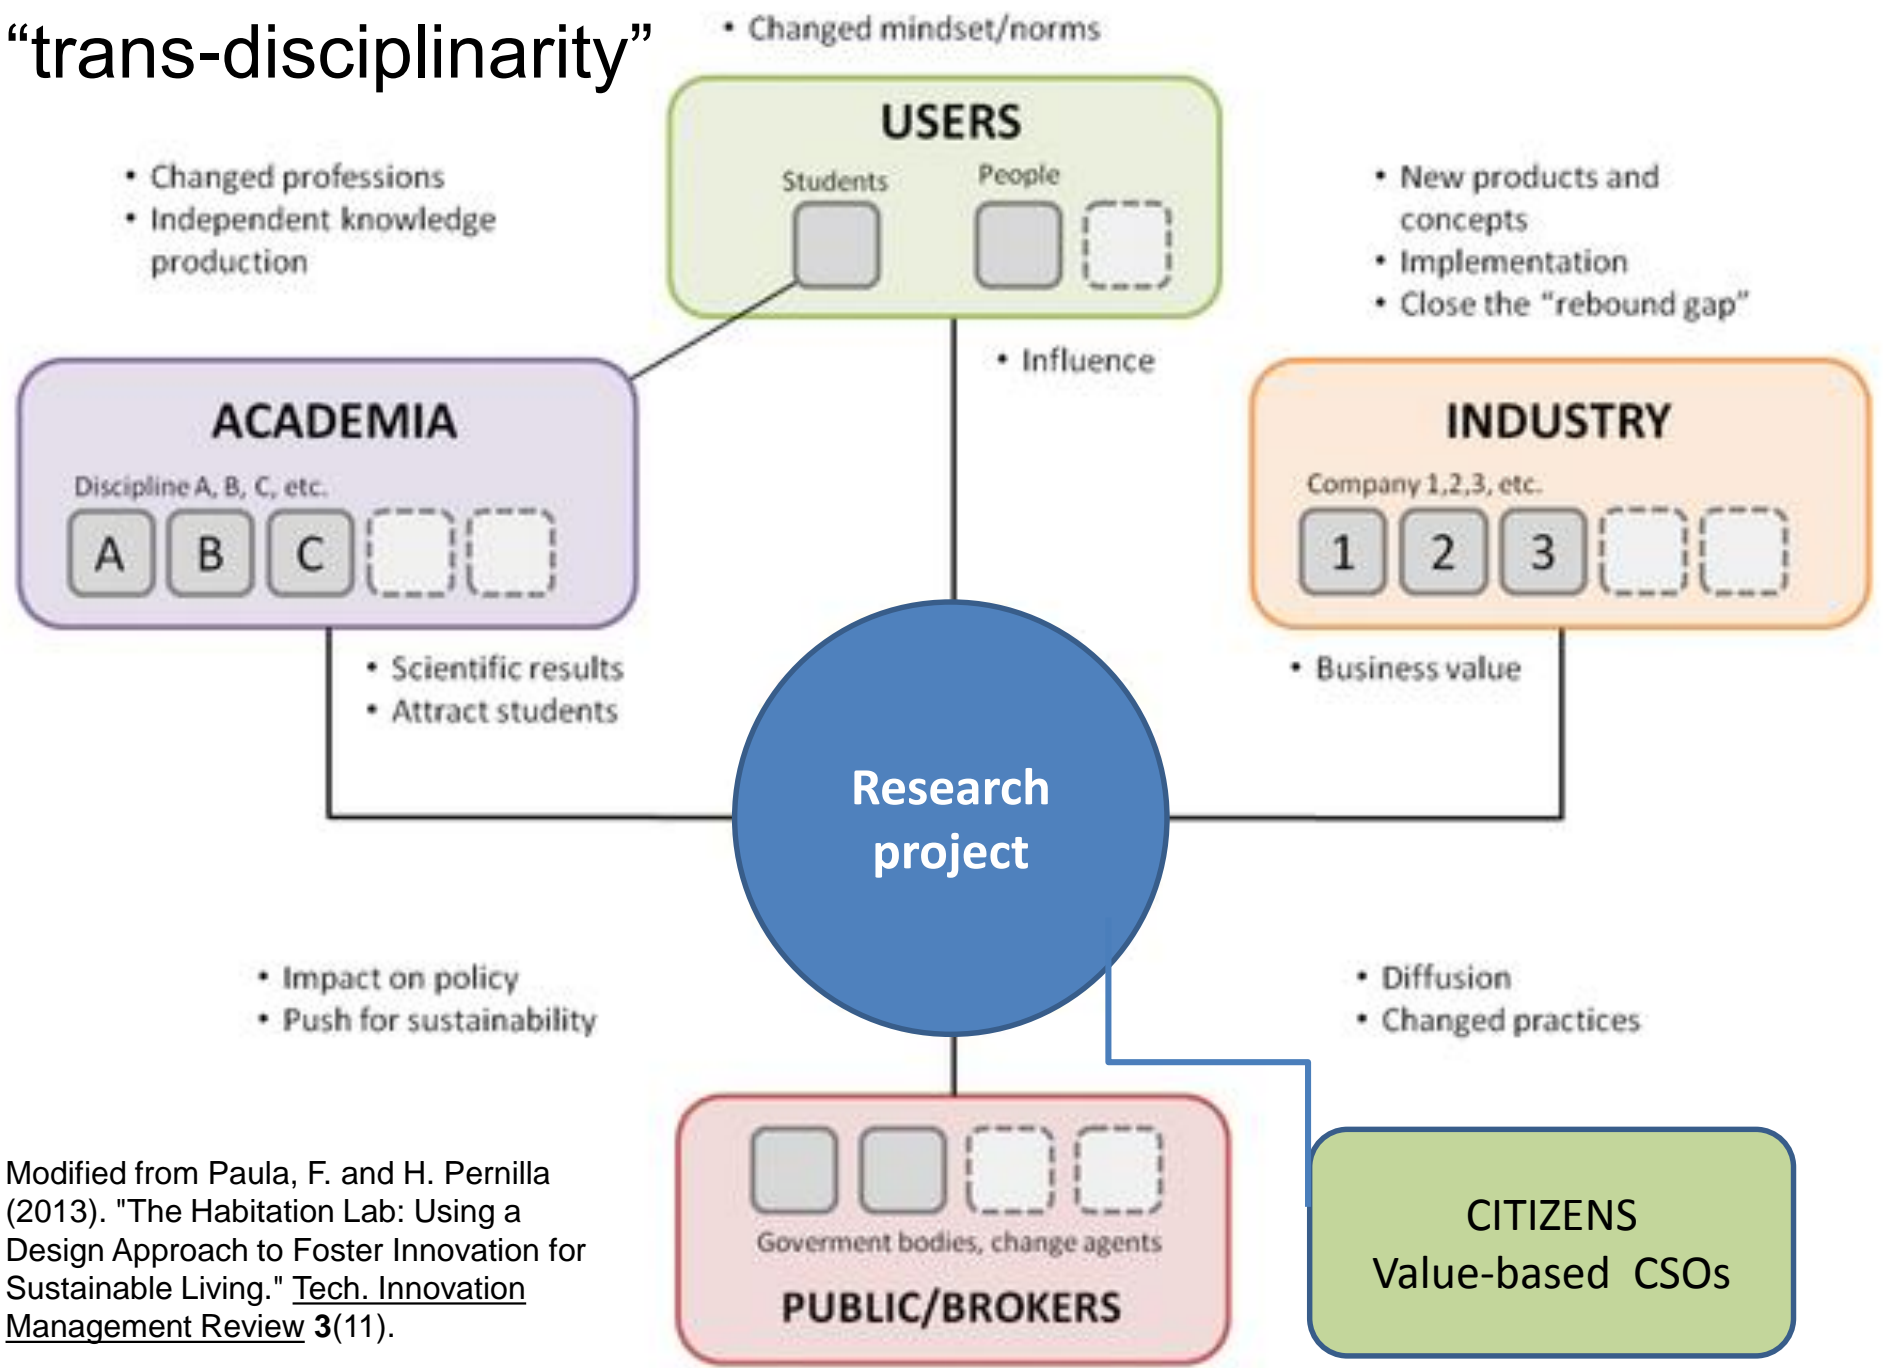 “trans-disciplinarity”
• Changed mindset/norms
USERS
Students
People
• Changed professions
• Independent knowledge
production
• New products and
concepts
• Implementation
• Close the “rebound gap”
• Influence
ACADEMIA
Discipline A, B, C, etc.
A B C
INDUSTRY
Company 1,2,3, etc.
1 2 3
• Scientific results
• Attract students
• Business value
Research
project
• Impact on policy
• Push for sustainability
• Diffusion
• Changed practices
Goverment bodies, change agents
PUBLIC/BROKERS
CITIZENS
Value-based CSOs
Modified from Paula, F. and H. Pernilla
(2013). "The Habitation Lab: Using a
Design Approach to Foster Innovation for
Sustainable Living." Tech. Innovation
Management Review 3(11).